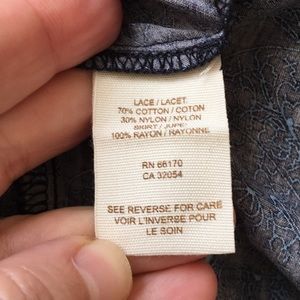 LACE / LACET
70% COTTON / COTON
30% NYLON / NYLON
SKIRT / JUPE
100% RAYON / RAYONNE
RN 66170
CA 32054
SEE REVERSE FOR CARE
VOIR L'INVERSE POUR
LE SOIN